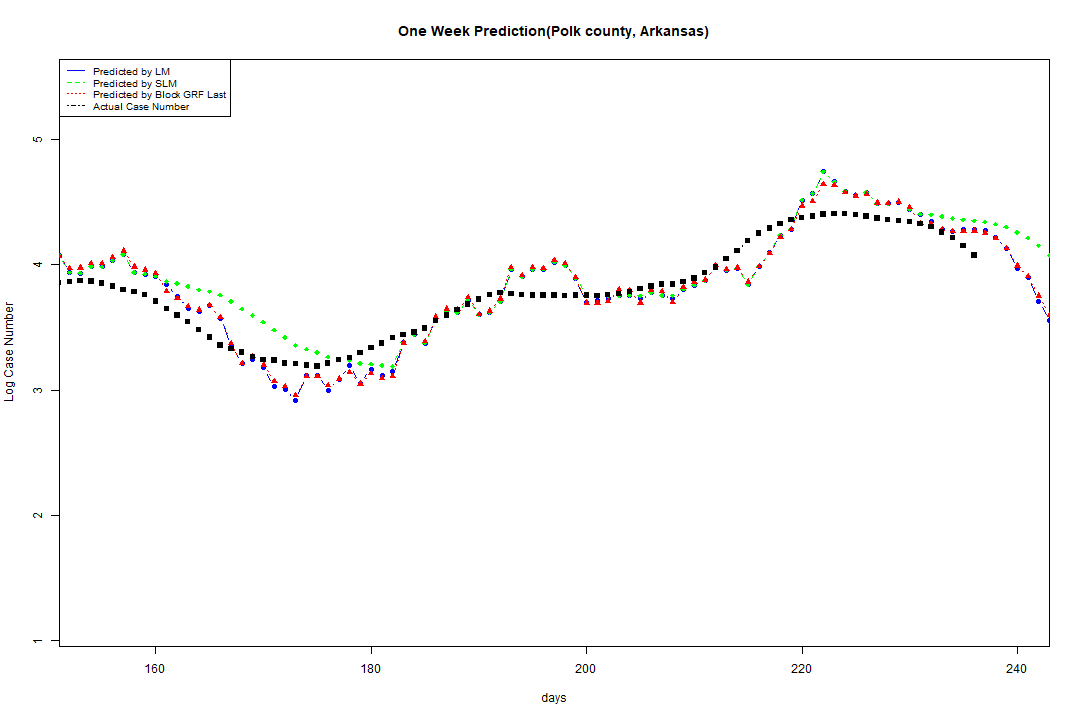 One Week Prediction(Polk county, Arkansas)
Predicted by LM
Predicted by SLM
Predicted by Block GRF Last
Actual Case Number
5
4
3
2
1
Log Case Number
160 180 200 220 240
days